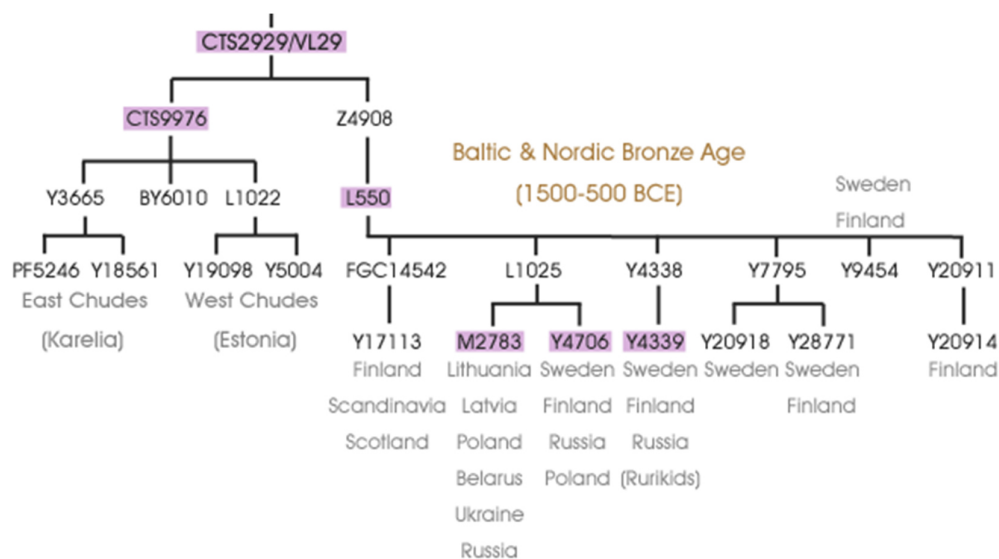 CTS2929/VL29
CTS9976
Z4908
Baltic & Nordic Bronze Age
(1500-500 BCE)
Sweden
Finland
Y3665 BY6010 L1022
L550
PF5246 Y18561 Y19098 Y5004 FGC14542 L1025 Y4338 Y7795 Y9454 Y20911
East Chudes West Chudes
(Karelia) (Estonia)
Y17113 M2783 Y4706 Y4339 Y20918 Y28771 Y20914
Finland Lithuania Sweden Sweden Sweden Sweden Finland
Scandinavia Latvia Finland Finland Finland
Scotland Poland Russia Russia
Belarus Poland (Rurikids)
Ukraine
Russia